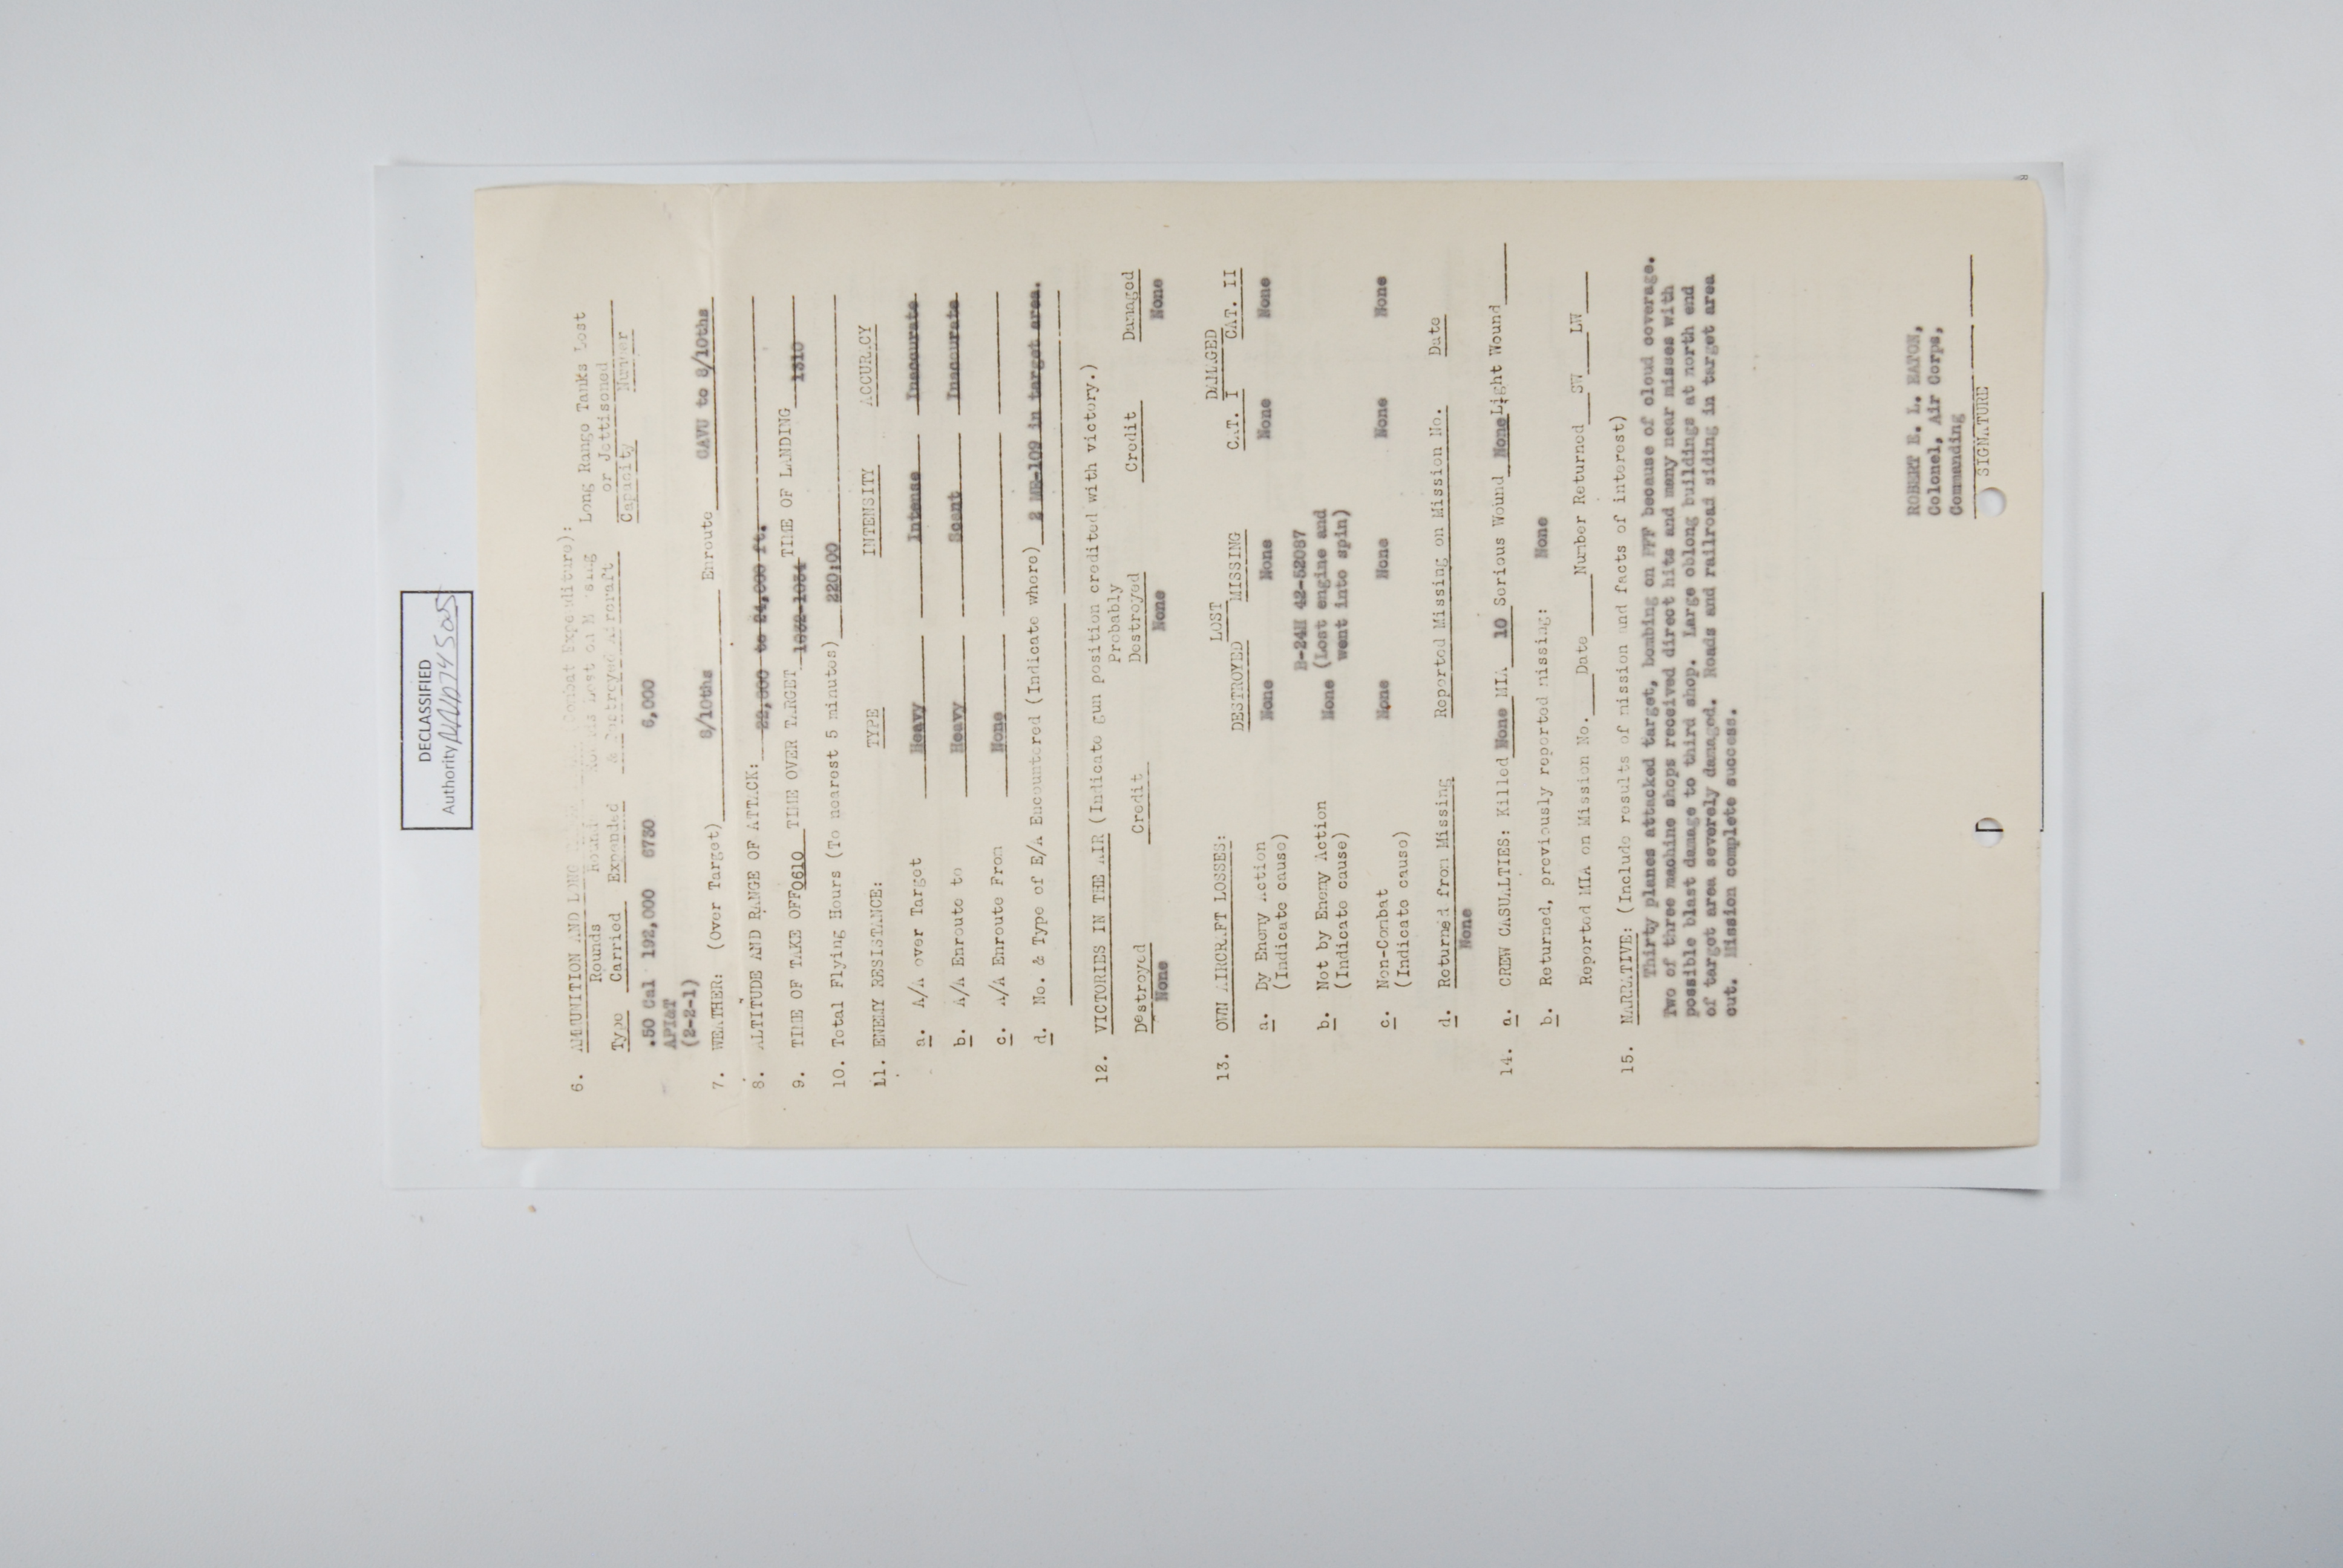 DECLASSIFIED
Authority NND745005
6. AMMUNITION AND LONG (Combat Expenditure):
Rounds Rounds Rounds Lost on Missing Long Range Tanks Lost
or Jettisoned
Type Carried Expended & Destroyed Aircraft Capacity Number
.50 Cal 192,000 6730 6,000
API&T
(2-2-1)
7. WEATHER: (Over Target) 8/10ths Enroute CAVU to 8/10ths
8. ALTITUDE AND RANGE OF ATTACK: 22,500 to 24,000 ft.
9. TIME OF TAKE OFF 0610 TIME OVER TARGET 1032-1034 TIME OF LANDING 1310
10. Total Flying Hours (To nearest 5 minutes) 220:00
11. ENEMY RESISTANCE: TYPE INTENSITY ACCURACY
a. A/A over Target Heavy Intense Inaccurate
b. A/A Enroute to Heavy Scant Inaccurate
c. A/A Enroute From None
d. No. & Type of E/A Encountered (Indicate where) 2 ME-109 in target area.
12. VICTORIES IN THE AIR (Indicate gun position credited with victory.)
Probably
Destroyed Credit Destroyed Credit Damaged
None None None
13. OWN AIRCRAFT LOSSES: LOST DAMAGED
DESTROYED MISSING CAT. I CAT. II
a. By Enemy Action None None None None
(Indicate cause)
B-24H 42-52087
b. Not by Enemy Action None (Lost engine and
(Indicate cause) went into spin)
c. Non-Combat None None None None
(Indicate cause)
d. Returned from Missing Reported Missing on Mission No. Date
None
14. a. CREW CASUALTIES: Killed None MIA 10 Serious Wound None Light Wound
b. Returned, previously reported missing: None
Reported MIA on Mission No. Date Number Returned SW LW
15. NARRATIVE: (Include results of mission and facts of interest)
Thirty planes attacked target, bombing on PFF because of cloud coverage.
Two of three machine shops received direct hits and many near misses with
possible blast damage to third shop. Large oblong buildings at north end
of target area severely damaged. Roads and railroad siding in target area
cut. Mission complete success.
ROBERT E. L. EATON,
Colonel, Air Corps,
Commanding
SIGNATURE